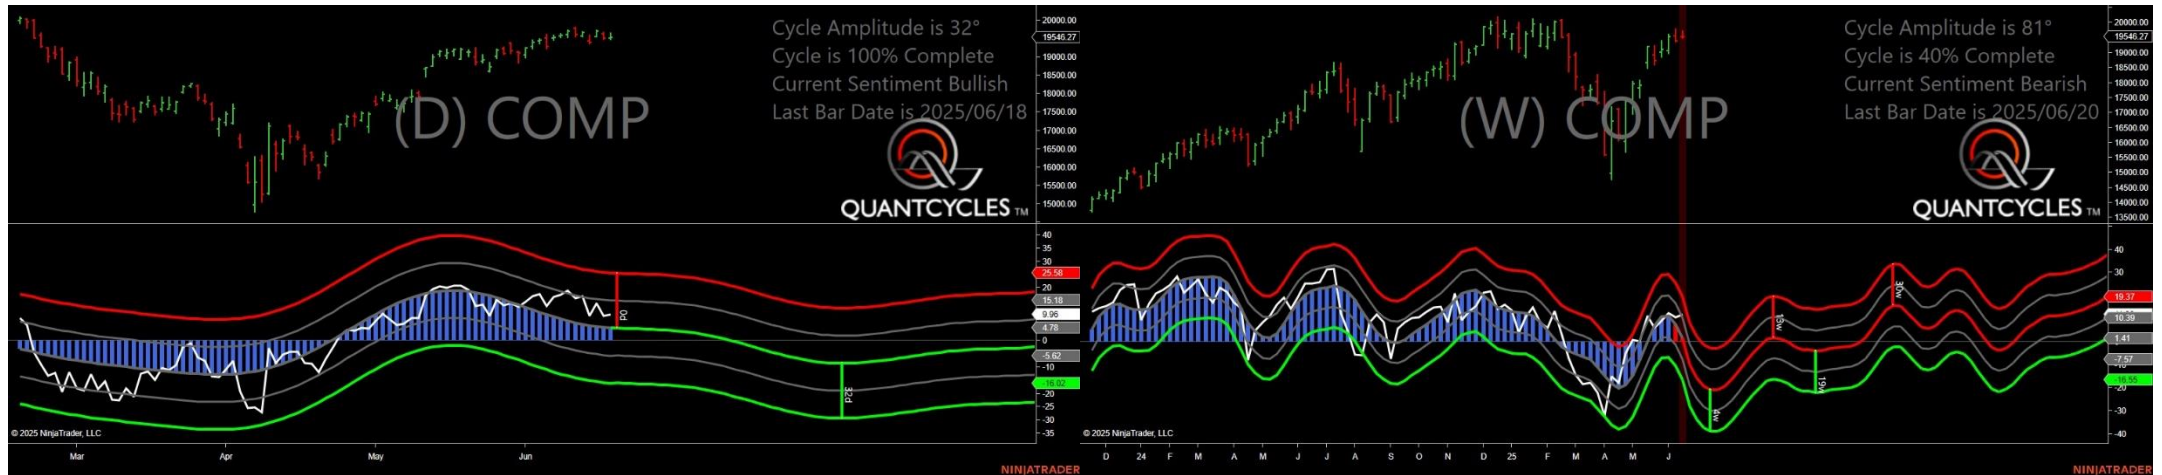 Cycle Amplitude is 32°
Cycle is 100% Complete
Current Sentiment Bullish
Last Bar Date is 2025/06/18
(D) COMP
QUANTCYCLES TM
20000.00
19546.27
19000.00
18500.00
18000.00
17500.00
17000.00
16500.00
16000.00
15500.00
15000.00
40
35
30
25.58
20
15.18
9.96
4.78
0
-5.62
-10
-16.02
-20
-25
-30
-35
0d
32d
© 2025 NinjaTrader, LLC
Mar Apr May Jun
NINJATRADER
Cycle Amplitude is 81°
Cycle is 40% Complete
Current Sentiment Bearish
Last Bar Date is 2025/06/20
(W) COMP
QUANTCYCLES TM
20000.00
19546.27
19000.00
18500.00
18000.00
17500.00
17000.00
16500.00
16000.00
15500.00
15000.00
14500.00
14000.00
13500.00
40
30
19.37
10.39
1.41
-7.57
-16.55
-20
-30
-40
4w
13w
19w
30w
© 2025 NinjaTrader, LLC
D 24 F M A M J J A S O N D 25 F M A M J
NINJATRADER